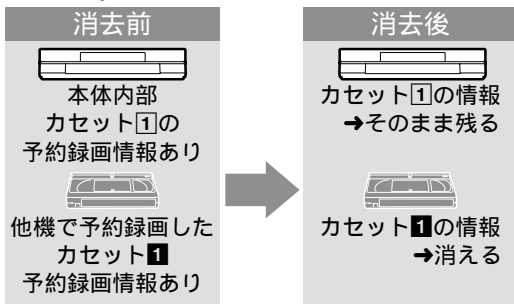 消去前
本体内部
カセット1の
予約録画情報あり
他機で予約録画した
カセット1
予約録画情報あり
消去後
カセット1の情報
➜そのまま残る
カセット1の情報
➜消える